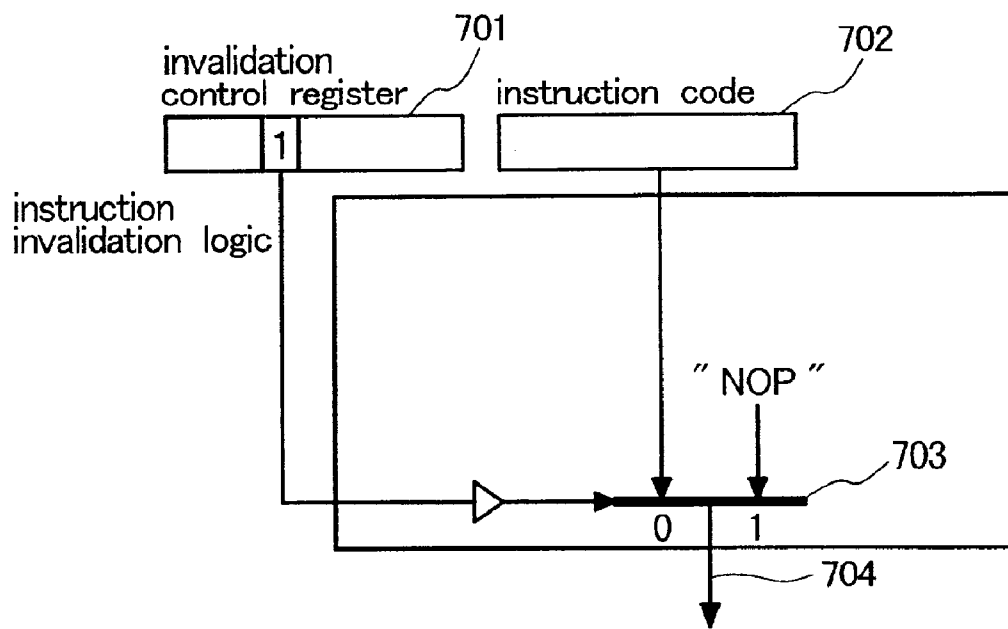 701
702
invalidation
control register
instruction code
1
instruction
invalidation logic
" NOP "
703
0 1
704